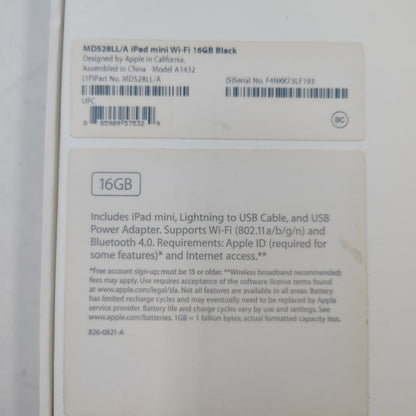 MD528LL/A iPad mini Wi-Fi 16GB Black
Designed by Apple in California,
Assembled in China Model A1432
(1P)Part No. MD528LL/A
(S)Serial No. F4NKK73LF193
UPC
8 85909 57532 9
BC
16GB
Includes iPad mini, Lightning to USB Cable, and USB
Power Adapter. Supports Wi-Fi (802.11a/b/g/n) and
Bluetooth 4.0. Requirements: Apple ID (required for
some features)* and Internet access.**
*Free account sign-up; must be 13 or older. **Wireless broadband recommended;
fees may apply. Use requires acceptance of the software license terms found
at www.apple.com/legal/sla. Not all features are available in all areas. Battery
has limited recharge cycles and may eventually need to be replaced by Apple
service provider. Battery life and charge cycles vary by use and settings. See
www.apple.com/batteries. 1GB = 1 billion bytes; actual formatted capacity less.
826-0821-A